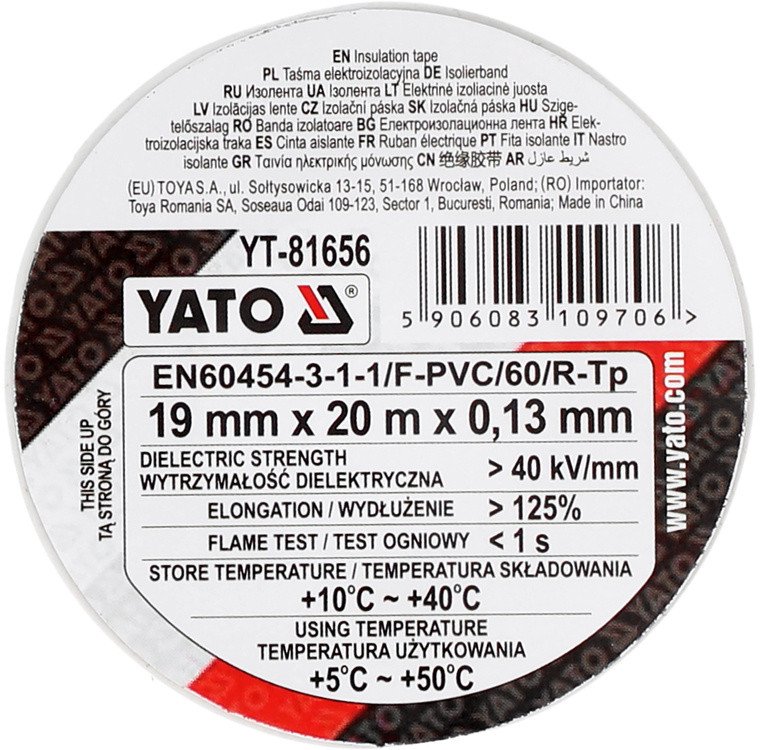 EN Insulation tape
PL Taśma elektroizolacyjna DE Isolierband
RU Изолента UA Ізолента LT Elektrinė izoliacinė juosta
LV Izolācijas lente CZ Izolační páska SK Izolačná páska HU Szige-
telőszalag RO Banda izolatoare BG Електроизолационна лента HR Elek-
troizolacijska traka ES Cinta aislante FR Ruban électrique PT Fita isolante IT Nastro
isolante GR Ταινία ηλεκτρικής μόνωσης CN 绝缘胶带 AR شريط عازل
(EU) TOYA S.A., ul. Sołtysowicka 13-15, 51-168 Wrocław, Poland; (RO) Importator:
Toya Romania SA, Soseaua Odai 109-123, Sector 1, Bucuresti, Romania; Made in China
YT-81656
YATO ®
5 906083 109706 >
EN60454-3-1-1/F-PVC/60/R-Tp
19 mm x 20 m x 0,13 mm
DIELECTRIC STRENGTH
WYTRZYMAŁOŚĆ DIELEKTRYCZNA > 40 kV/mm
ELONGATION / WYDŁUŻENIE > 125%
FLAME TEST / TEST OGNIOWY < 1 s
STORE TEMPERATURE / TEMPERATURA SKŁADOWANIA
+10°C ~ +40°C
USING TEMPERATURE
TEMPERATURA UŻYTKOWANIA
+5°C ~ +50°C
THIS SIDE UP
TĄ STRONĄ DO GÓRY
www.yato.com
YATO
YATO
YATO
YATO